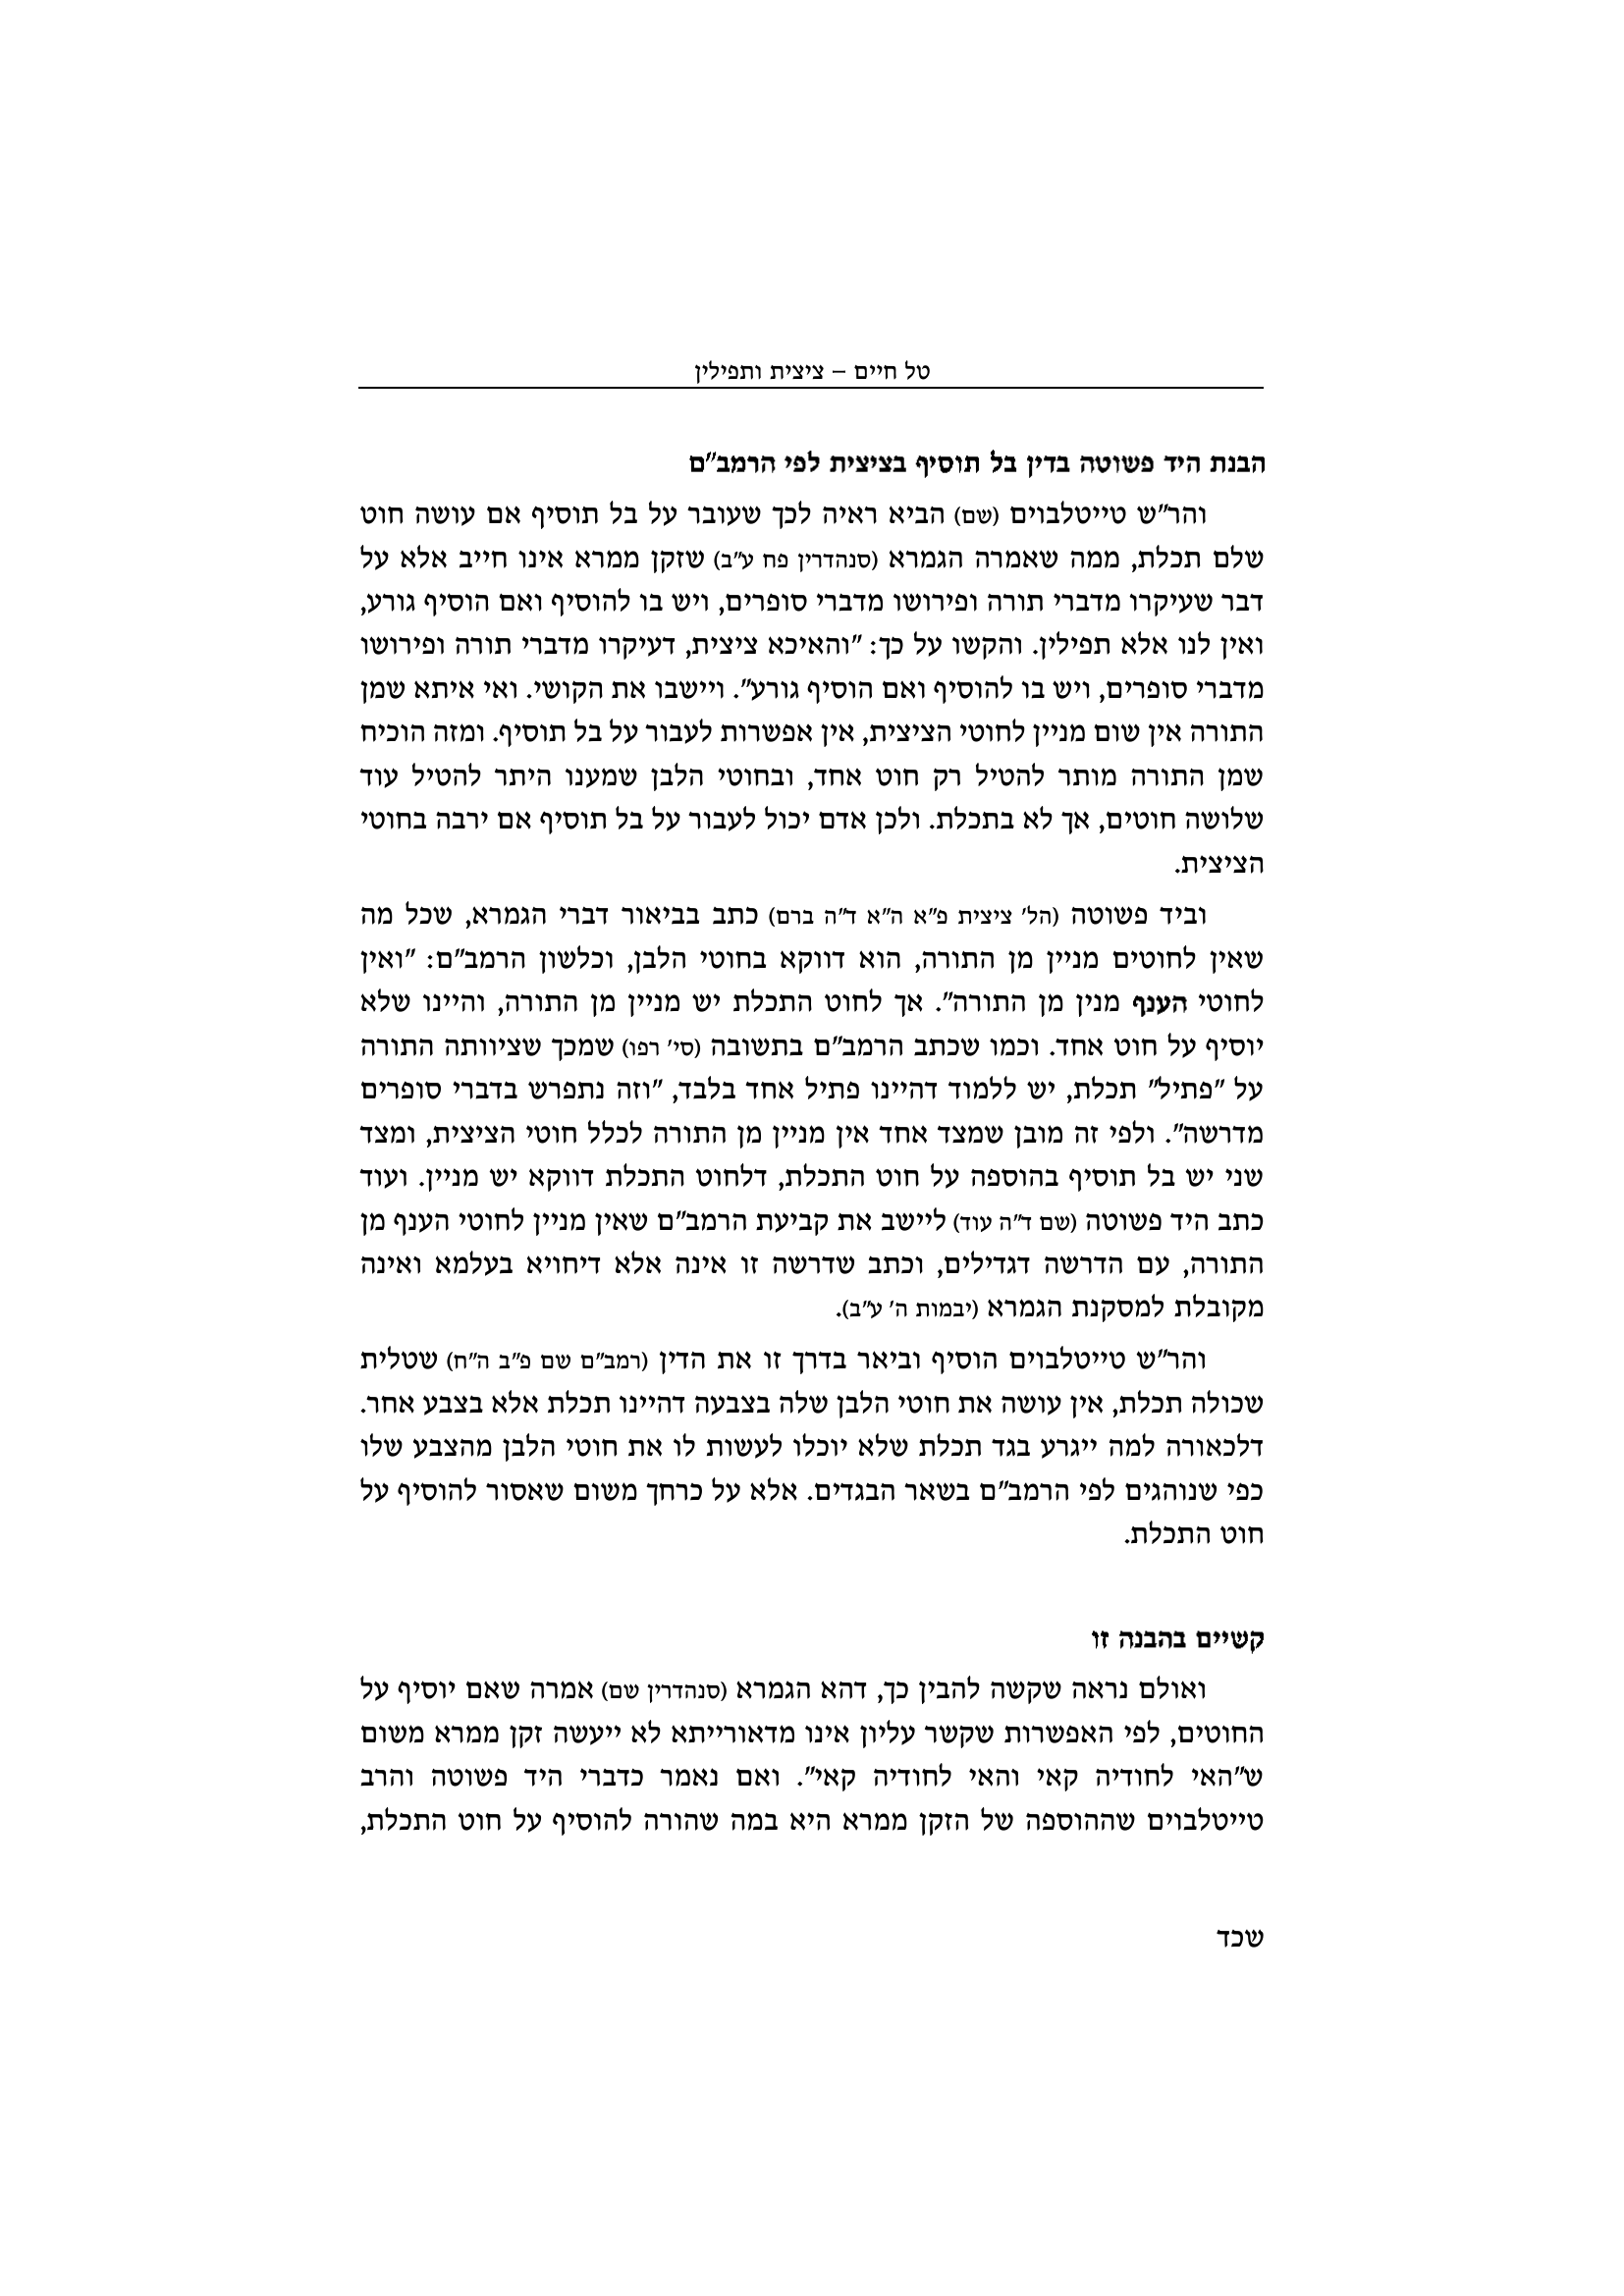 טל חיים – ציצית ותפילין
הבנת היד פשוטה בדין בל תוסיף בציצית לפי הרמב"ם
והר"ש טייטלבוים (שם) הביא ראיה לכך שעובר על בל תוסיף אם עושה חוט
שלם תכלת, ממה שאמרה הגמרא (סנהדרין פח ע"ב) שזקן ממרא אינו חייב אלא על
דבר שעיקרו מדברי תורה ופירושו מדברי סופרים, ויש בו להוסיף ואם הוסיף גורע,
ואין לנו אלא תפילין. והקשו על כך: "והאיכא ציצית, דעיקרו מדברי תורה ופירושו
מדברי סופרים, ויש בו להוסיף ואם הוסיף גורע". ויישבו את הקושי. ואי איתא שמן
התורה אין שום מניין לחוטי הציצית, אין אפשרות לעבור על בל תוסיף. ומזה הוכיח
שמן התורה מותר להטיל רק חוט אחד, ובחוטי הלבן שמענו היתר להטיל עוד
שלושה חוטים, אך לא בתכלת. ולכן אדם יכול לעבור על בל תוסיף אם ירבה בחוטי
הציצית.
וביד פשוטה (הל' ציצית פ"א ה"א ד"ה ברם) כתב בביאור דברי הגמרא, שכל מה
שאין לחוטים מניין מן התורה, הוא דווקא בחוטי הלבן, וכלשון הרמב"ם: "ואין
לחוטי הענף מנין מן התורה". אך לחוט התכלת יש מניין מן התורה, והיינו שלא
יוסיף על חוט אחד. וכמו שכתב הרמב"ם בתשובה (סי' רפו) שמכך שציוותה התורה
על "פתיל" תכלת, יש ללמוד דהיינו פתיל אחד בלבד, "וזה נתפרש בדברי סופרים
מדרשה". ולפי זה מובן שמצד אחד אין מניין מן התורה לכלל חוטי הציצית, ומצד
שני יש בל תוסיף בהוספה על חוט התכלת, דלחוט התכלת דווקא יש מניין. ועוד
כתב היד פשוטה (שם ד"ה עוד) ליישב את קביעת הרמב"ם שאין מניין לחוטי הענף מן
התורה, עם הדרשה דגדילים, וכתב שדרשה זו אינה אלא דיחויא בעלמא ואינה
מקובלת למסקנת הגמרא (יבמות ה' ע"ב).
והר"ש טייטלבוים הוסיף וביאר בדרך זו את הדין (רמב"ם שם פ"ב ה"ח) שטלית
שכולה תכלת, אין עושה את חוטי הלבן שלה בצבעה דהיינו תכלת אלא בצבע אחר.
דלכאורה למה ייגרע בגד תכלת שלא יוכלו לעשות לו את חוטי הלבן מהצבע שלו
כפי שנוהגים לפי הרמב"ם בשאר הבגדים. אלא על כרחך משום שאסור להוסיף על
חוט התכלת.
קשיים בהבנה זו
ואולם נראה שקשה להבין כך, דהא הגמרא (סנהדרין שם) אמרה שאם יוסיף על
החוטים, לפי האפשרות שקשר עליון אינו מדאורייתא לא ייעשה זקן ממרא משום
ש"האי לחודיה קאי והאי לחודיה קאי". ואם נאמר כדברי היד פשוטה והרב
טייטלבוים שההוספה של הזקן ממרא היא במה שהורה להוסיף על חוט התכלת,
שכד